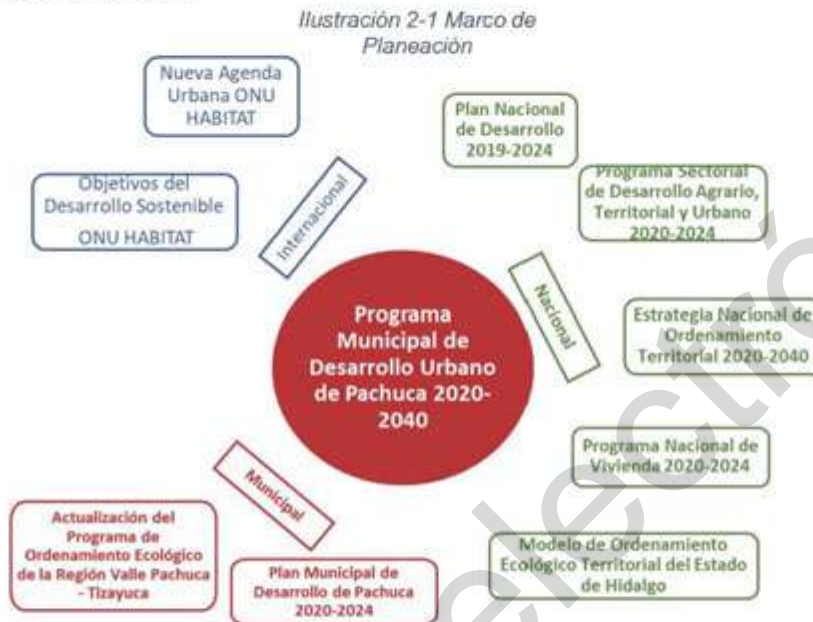 Ilustración 2-1 Marco de
Planeación
Nueva Agenda
Urbana ONU
HABITAT
Objetivos del
Desarrollo Sostenible
ONU HABITAT
Internacional
Plan Nacional
de Desarrollo
2019-2024
Programa Sectorial
de Desarrollo Agrario,
Territorial y Urbano
2020-2024
Nacional
Estrategia Nacional de
Ordenamiento
Territorial 2020-2040
Programa Nacional de
Vivienda 2020-2024
Modelo de Ordenamiento
Ecológico Territorial del Estado
de Hidalgo
Programa
Municipal de
Desarrollo Urbano
de Pachuca 2020-
2040
Municipal
Actualización del
Programa de
Ordenamiento Ecológico
de la Región Valle Pachuca
- Tizayuca
Plan Municipal de
Desarrollo de Pachuca
2020-2024
electró